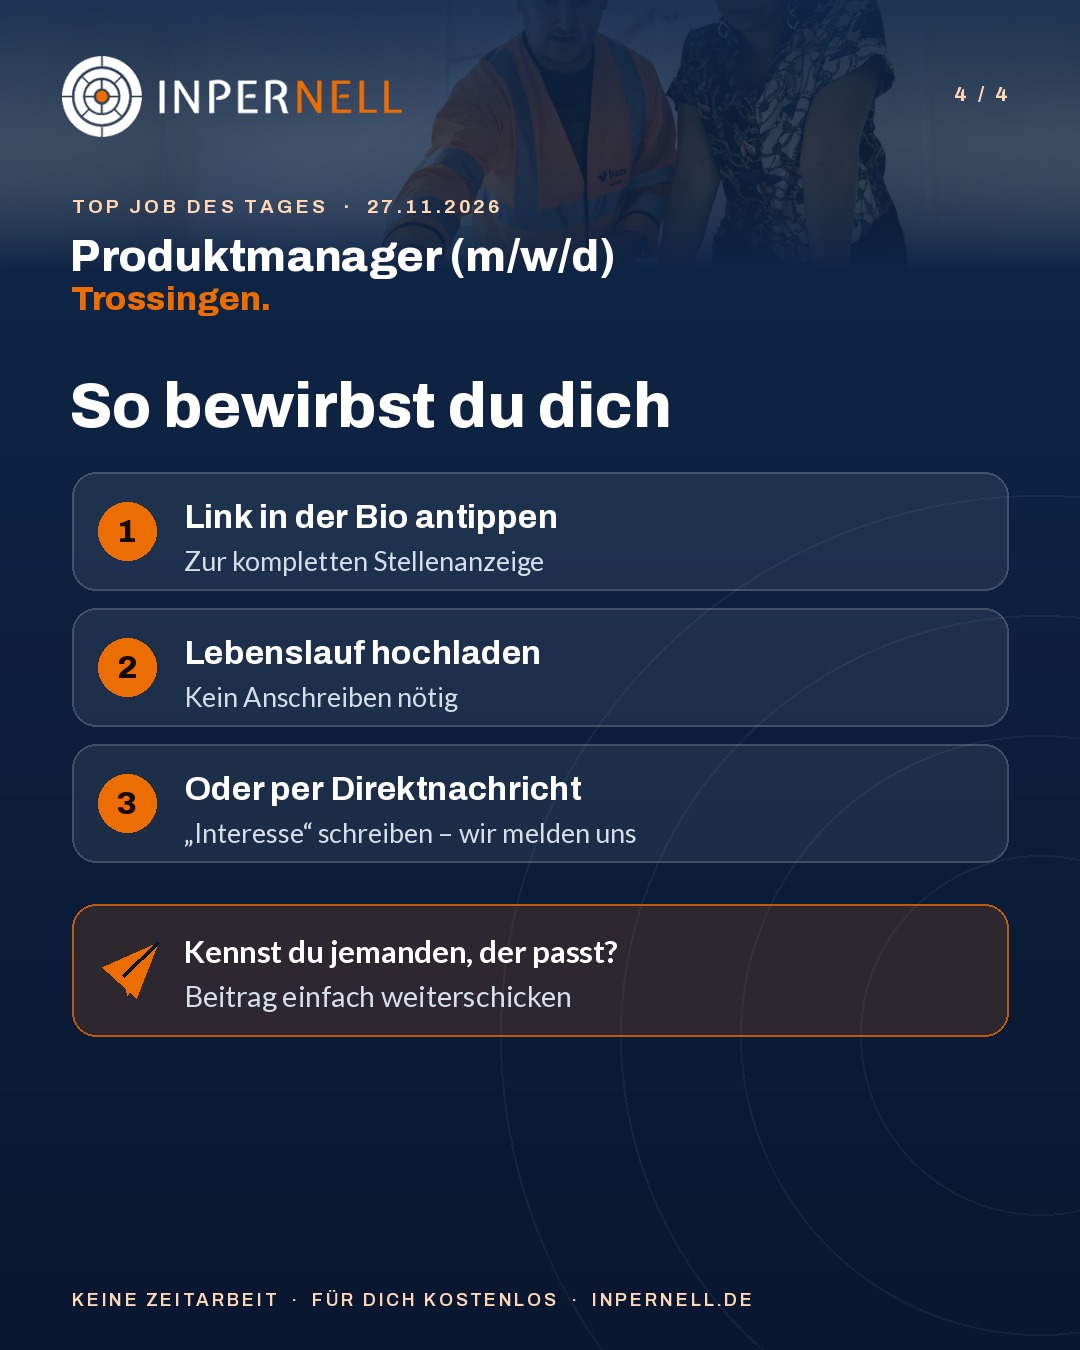 INPERNELL
4 / 4
TOP JOB DES TAGES · 27.11.2026
Produktmanager (m/w/d)
Trossingen.
So bewirbst du dich
1 Link in der Bio antippen
Zur kompletten Stellenanzeige
2 Lebenslauf hochladen
Kein Anschreiben nötig
3 Oder per Direktnachricht
„Interesse“ schreiben – wir melden uns
Kennst du jemanden, der passt?
Beitrag einfach weiterschicken
KEINE ZEITARBEIT · FÜR DICH KOSTENLOS · INPERNELL.DE